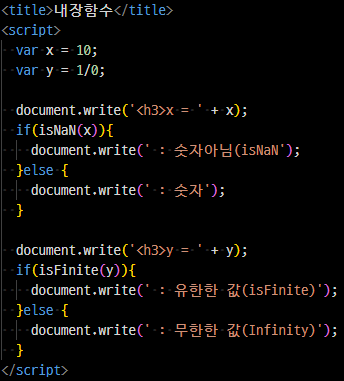 <title>내장함수</title>
<script>
var x = 10;
var y = 1/0;
document.write('<h3>x = ' + x);
if(isNaN(x)){
document.write(' : 숫자아님(isNaN');
}else {
document.write(' : 숫자');
}
document.write('<h3>y = ' + y);
if(isFinite(y)){
document.write(' : 유한한 값(isFinite)');
}else {
document.write(' : 무한한 값(Infinity)');
}
</script>